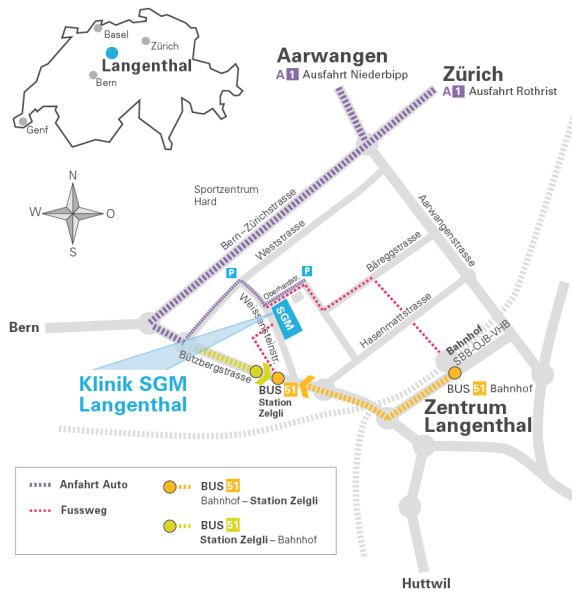 Basel
Zürich
Langenthal
Bern
Genf
N
W
O
S
Aarwangen
A1 Ausfahrt Niederbipp
Zürich
A1 Ausfahrt Rothrist
Sportzentrum
Hard
Bern–Zürichstrasse
Weststrasse
Aarwangenstrasse
Bäreggstrasse
Hasenmattstrasse
P
P
Oberhardstr.
Weissensteinstr.
SGM
Bern
Bützbergstrasse
Klinik SGM
Langenthal
BUS 51
Station
Zelgli
Bahnhof
SBB-OJB-VHB
BUS 51 Bahnhof
Zentrum
Langenthal
Anfahrt Auto
Fussweg
BUS 51
Bahnhof – Station Zelgli
BUS 51
Station Zelgli – Bahnhof
Huttwil